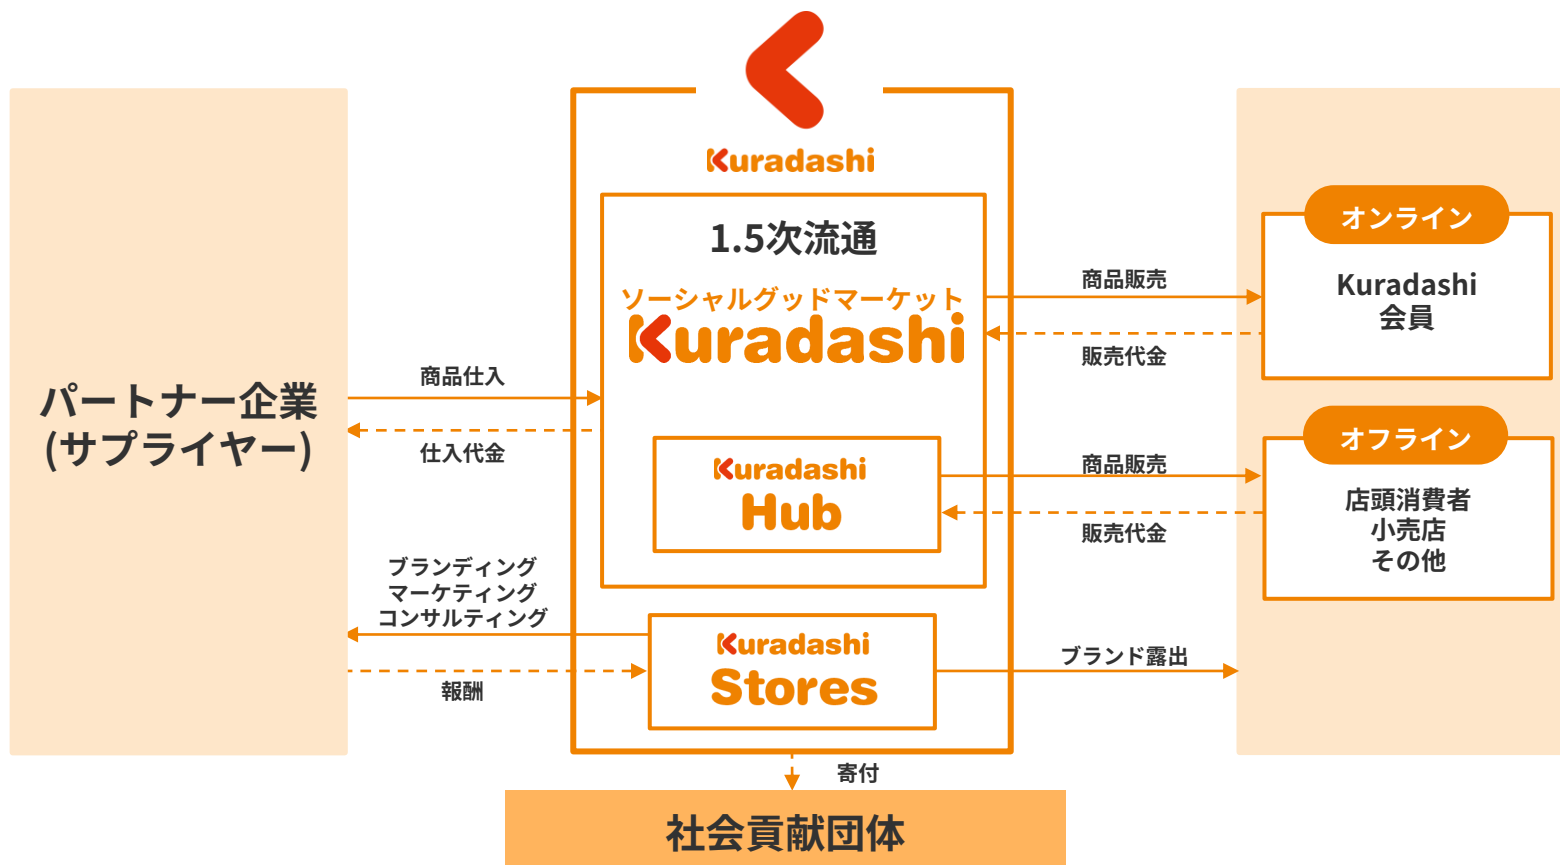 Kuradashi
1.5次流通
ソーシャルグッドマーケット
Kuradashi
Kuradashi
Hub
Kuradashi
Stores
パートナー企業
(サプライヤー)
商品仕入
仕入代金
ブランディング
マーケティング
コンサルティング
報酬
商品販売
販売代金
商品販売
販売代金
ブランド露出
オンライン
Kuradashi
会員
オフライン
店頭消費者
小売店
その他
寄付
社会貢献団体